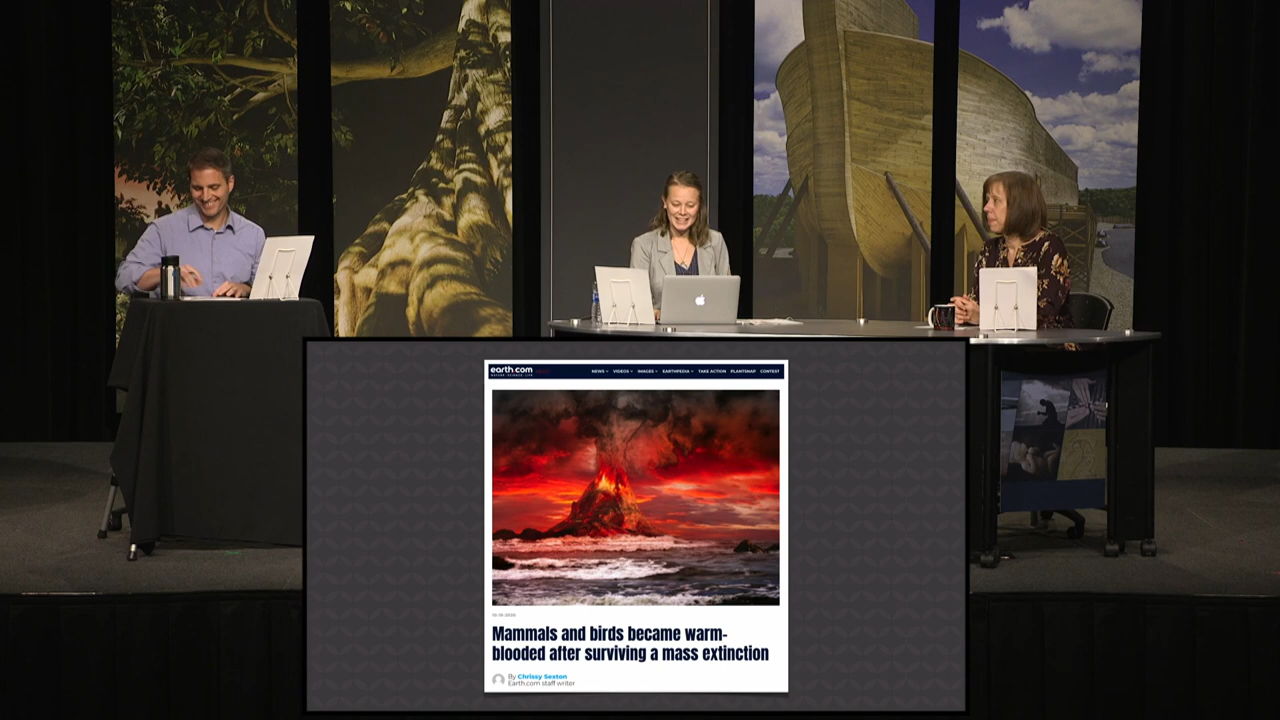 earth.com
NEWS VIDEOS IMAGES EARTHPEDIA TAKE ACTION PLANTSNAP CONTEST
Mammals and birds became warm-
blooded after surviving a mass extinction
By Chrissy Sexton
Earth.com staff writer